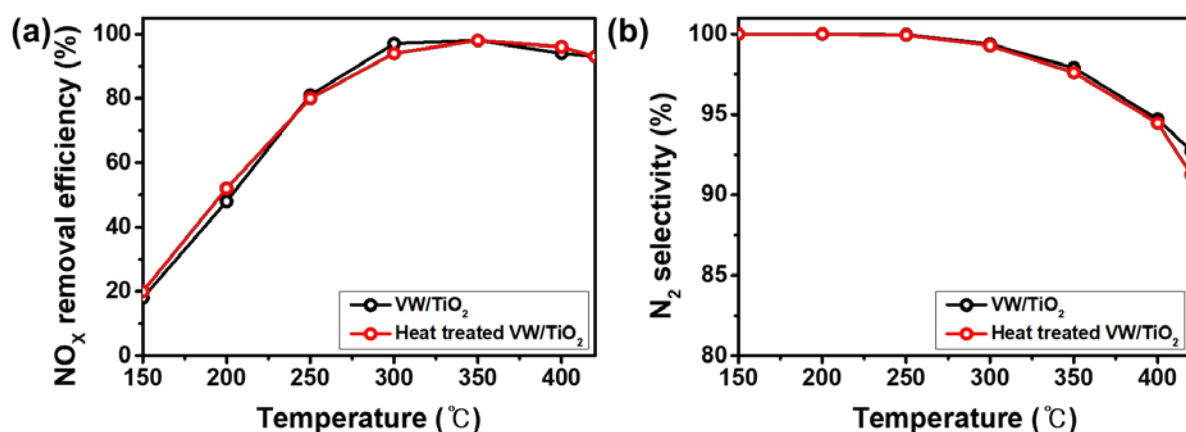 (a)
NOX removal efficiency (%)
100
80
60
40
20
0
150 200 250 300 350 400
Temperature (℃)
VW/TiO2
Heat treated VW/TiO2
(b)
N2 selectivity (%)
100
95
90
85
80
150 200 250 300 350 400
Temperature (℃)
VW/TiO2
Heat treated VW/TiO2